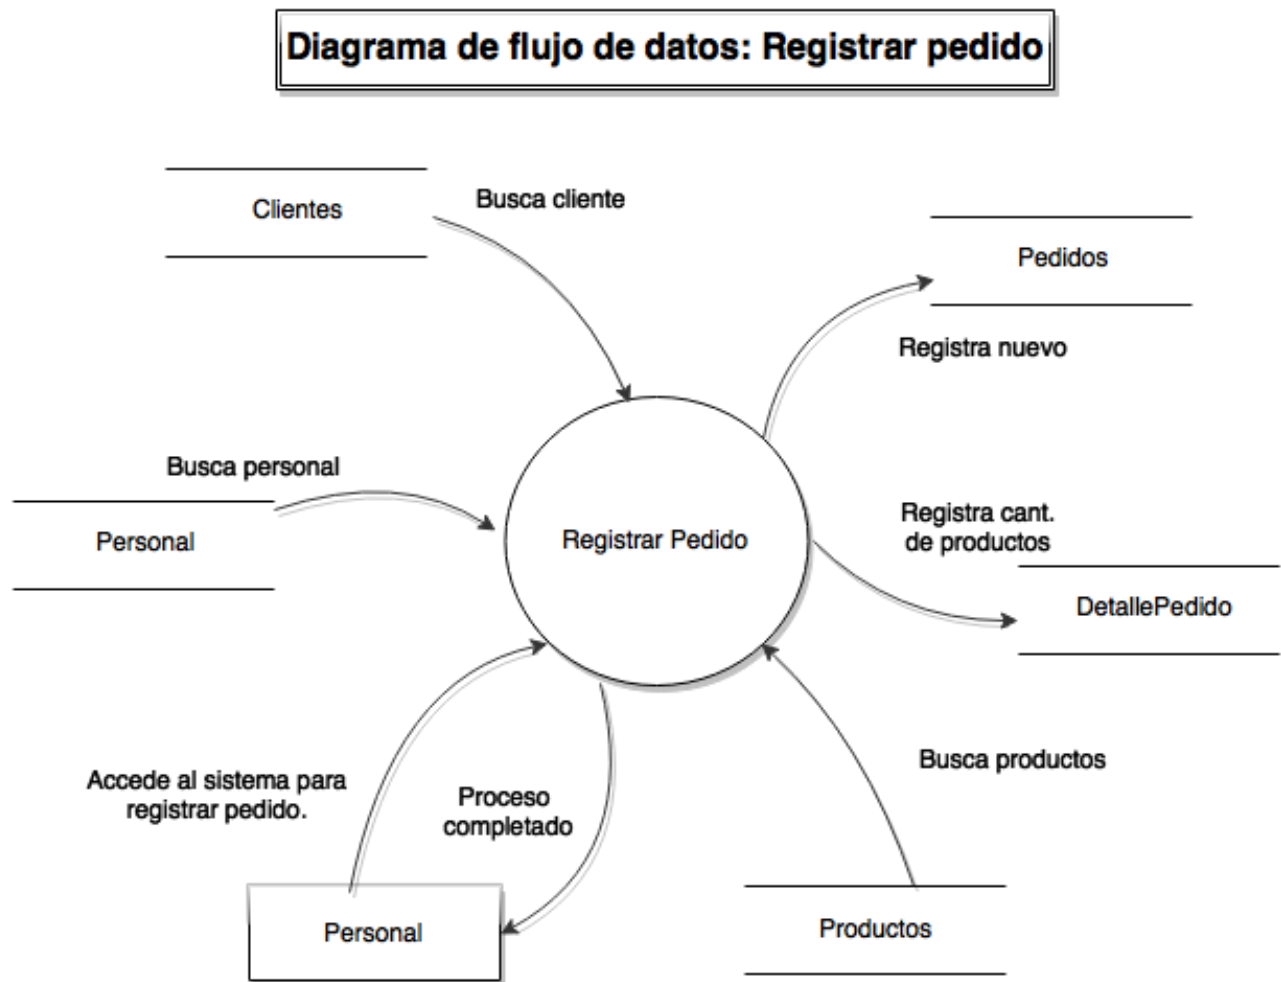 Diagrama de flujo de datos: Registrar pedido
Clientes
Busca cliente
Pedidos
Registra nuevo
Busca personal
Personal
Registrar Pedido
Registra cant.
de productos
DetallePedido
Accede al sistema para
registrar pedido.
Proceso
completado
Busca productos
Personal
Productos